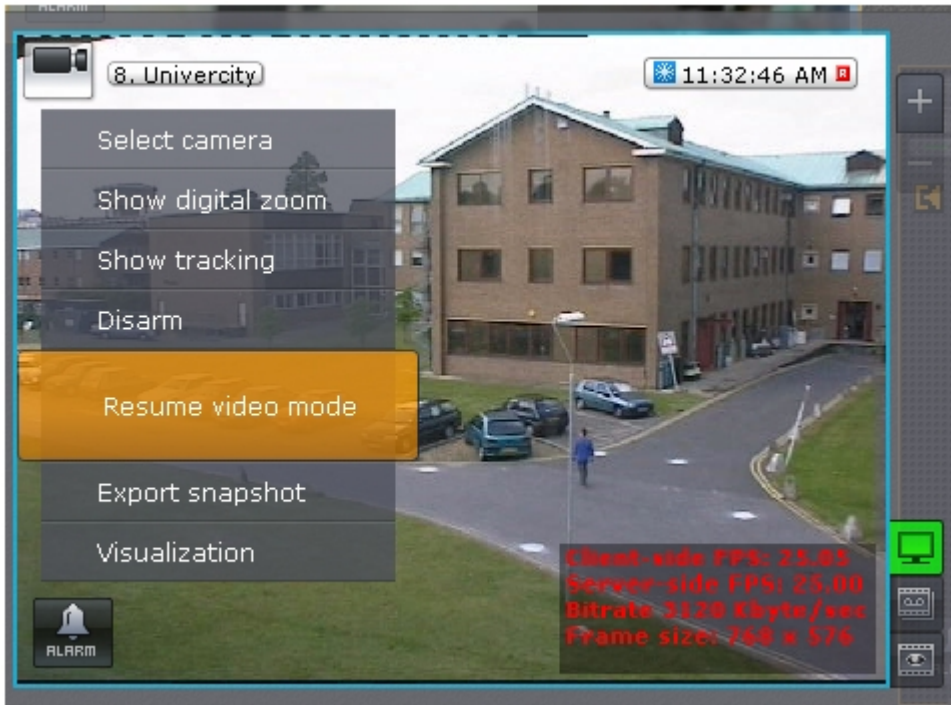 ALARM
8. Univercity
11:32:46 AM R
Select camera
Show digital zoom
Show tracking
Disarm
Resume video mode
Export snapshot
Visualization
Client-side FPS: 25.05
Server-side FPS: 25.00
Bitrate 3120 Kbyte/sec
Frame size: 768 x 576
ALARM